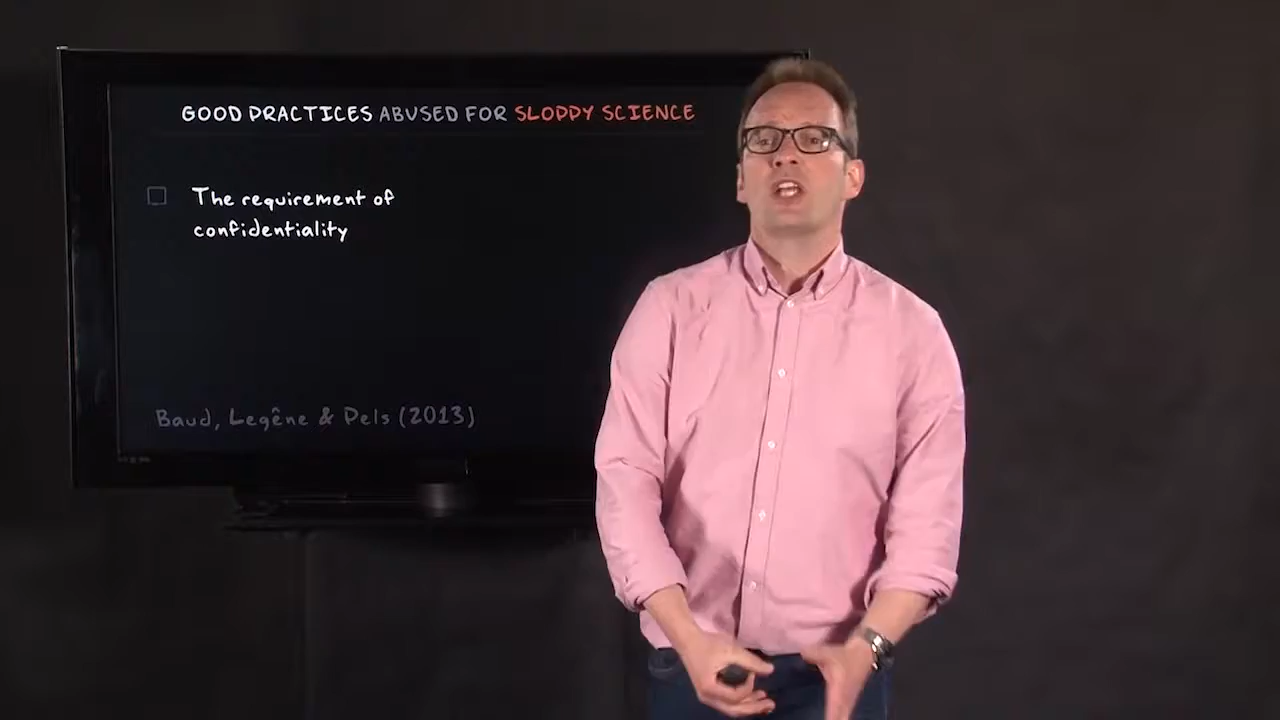 GOOD PRACTICES ABUSED FOR SLOPPY SCIENCE
The requirement of
confidentiality
Baud, Legêne & Pels (2013)